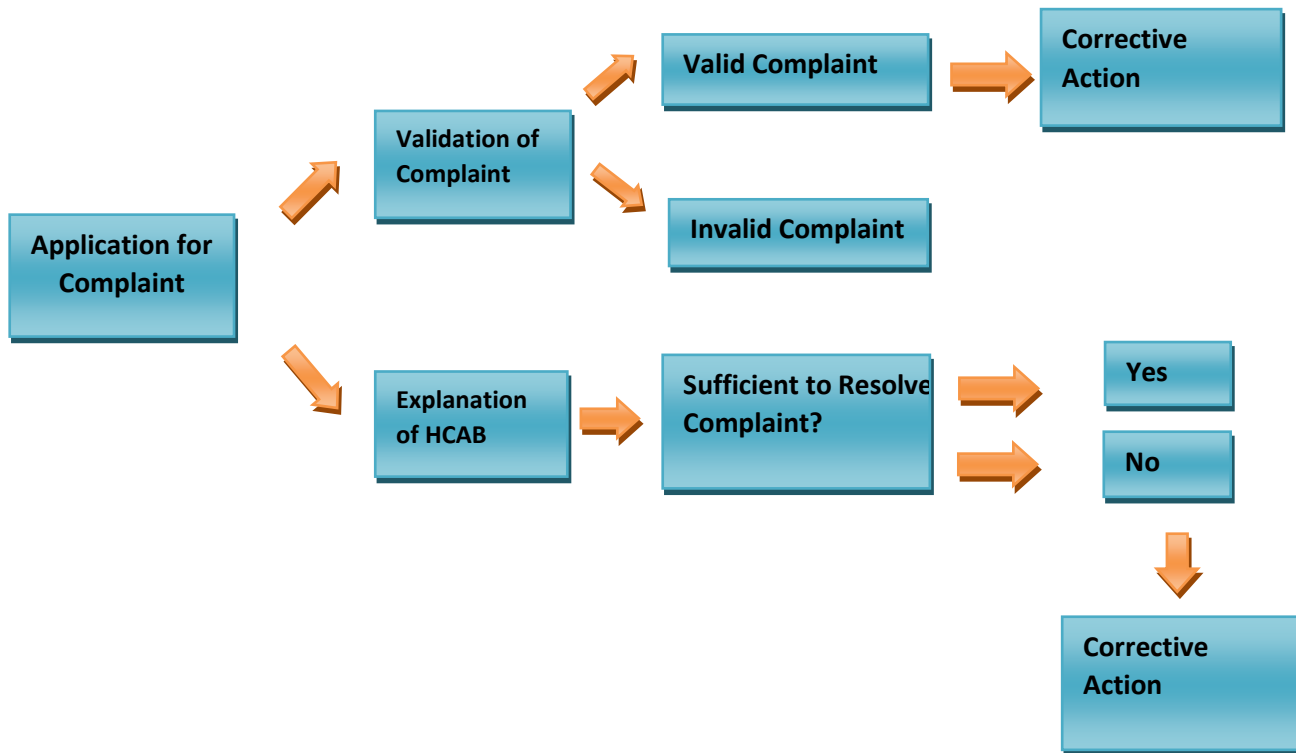 Valid Complaint
Corrective
Action
Validation of
Complaint
Invalid Complaint
Application for
Complaint
Explanation
of HCAB
Sufficient to Resolve
Complaint?
Yes
No
Corrective
Action